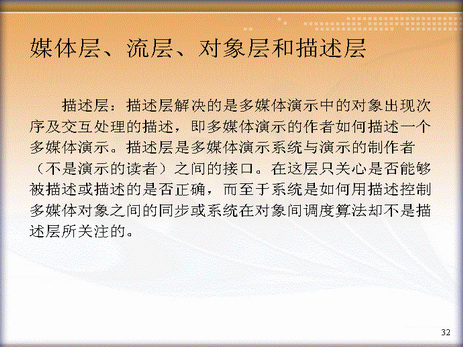 媒体层、流层、对象层和描述层
描述层：描述层解决的是多媒体演示中的对象出现次
序及交互处理的描述，即多媒体演示的作者如何描述一个
多媒体演示。描述层是多媒体演示系统与演示的制作者
（不是演示的读者）之间的接口。在这层只关心是否能够
被描述或描述的是否正确，而至于系统是如何用描述控制
多媒体对象之间的同步或系统在对象间调度算法却不是描
述层所关注的。
32